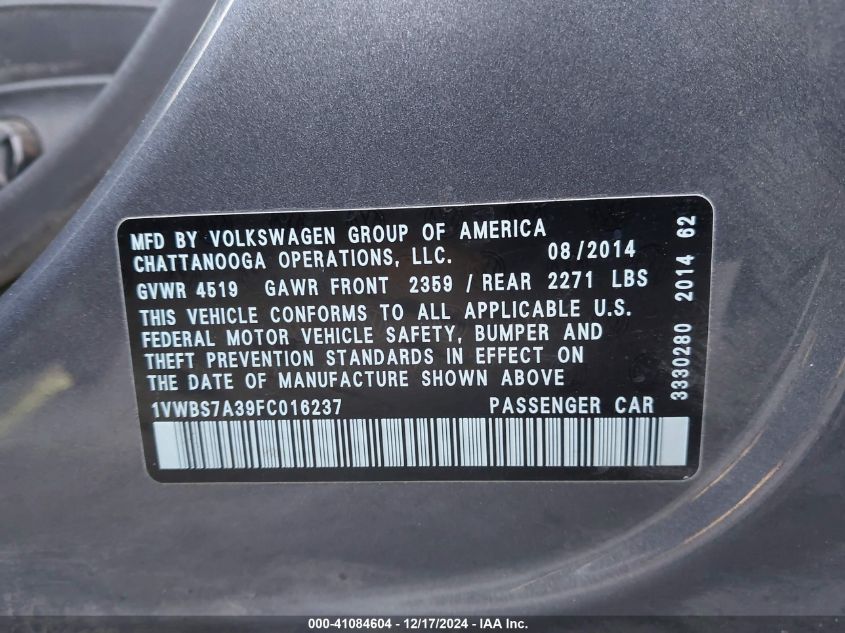 MFD BY VOLKSWAGEN GROUP OF AMERICA
CHATTANOOGA OPERATIONS, LLC. 08/2014
GVWR 4519 GAWR FRONT 2359 / REAR 2271 LBS
THIS VEHICLE CONFORMS TO ALL APPLICABLE U.S.
FEDERAL MOTOR VEHICLE SAFETY, BUMPER AND
THEFT PREVENTION STANDARDS IN EFFECT ON
THE DATE OF MANUFACTURE SHOWN ABOVE
1VWBS7A39FC016237 PASSENGER CAR
3330280 2014 62
000-41084604 / 12/17/2024 - IAA Inc.